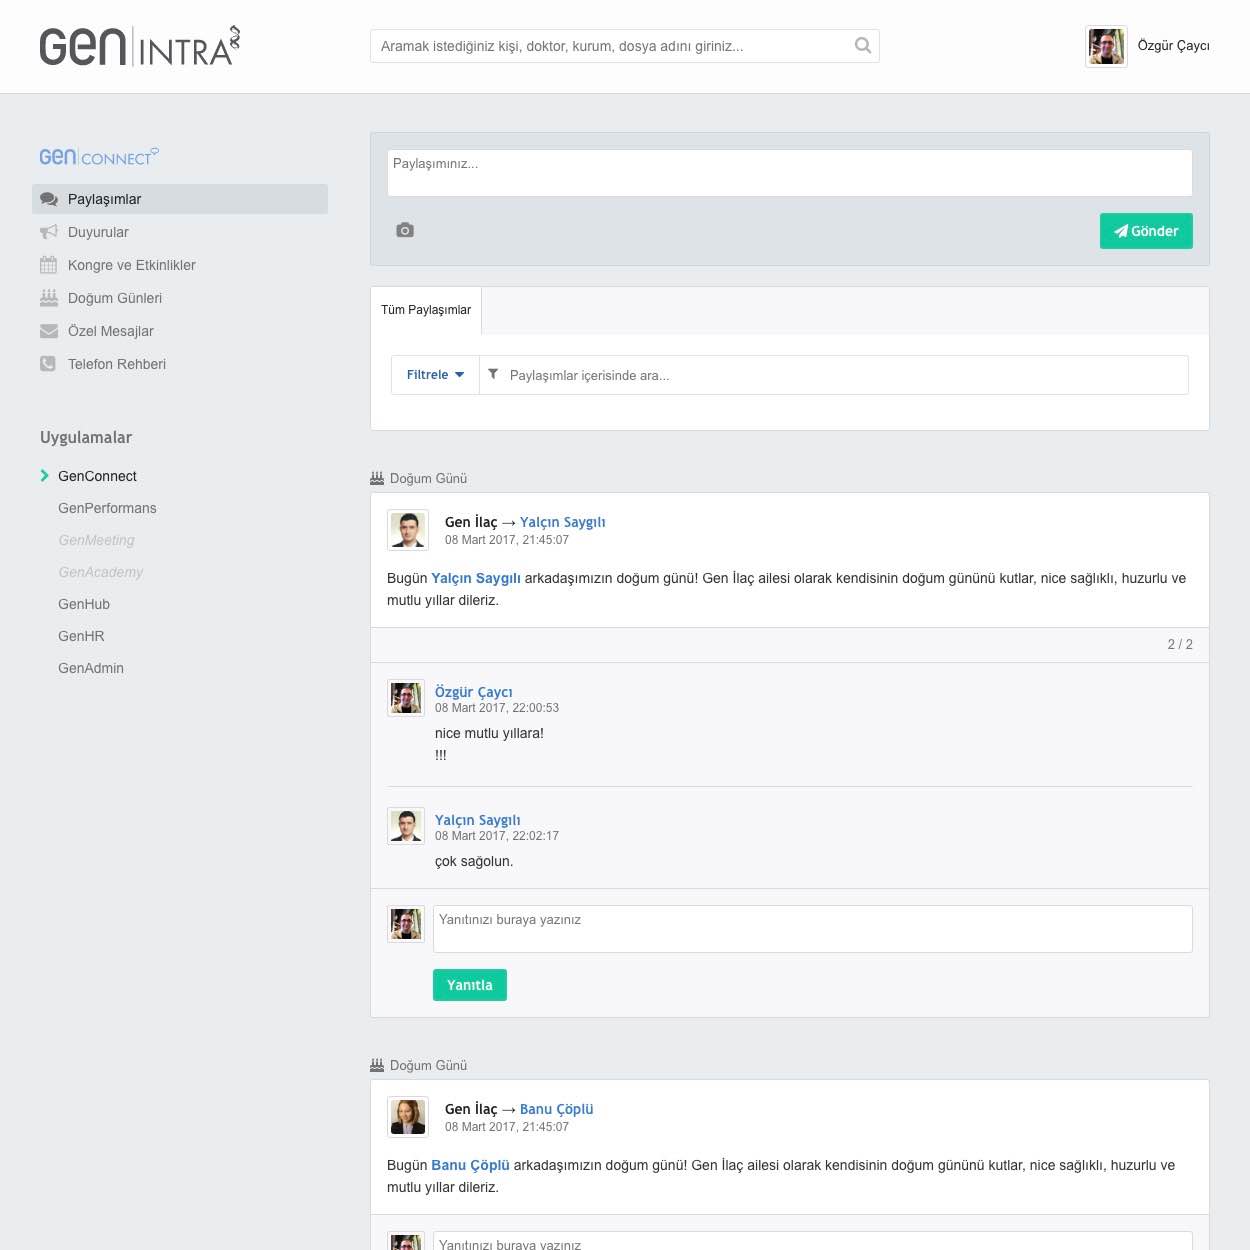 Gen INTRA
Aramak istediğiniz kişi, doktor, kurum, dosya adını giriniz...
Özgür Çaycı
Gen CONNECT
Paylaşımlar
Duyurular
Kongre ve Etkinlikler
Doğum Günleri
Özel Mesajlar
Telefon Rehberi
Uygulamalar
GenConnect
GenPerformans
GenMeeting
GenAcademy
GenHub
GenHR
GenAdmin
Paylaşımınız...
Gönder
Tüm Paylaşımlar
Filtrele
Paylaşımlar içerisinde ara...
Doğum Günü
Gen İlaç → Yalçın Saygılı
08 Mart 2017, 21:45:07
Bugün Yalçın Saygılı arkadaşımızın doğum günü! Gen İlaç ailesi olarak kendisinin doğum gününü kutlar, nice sağlıklı, huzurlu ve
mutlu yıllar dileriz.
2 / 2
Özgür Çaycı
08 Mart 2017, 22:00:53
nice mutlu yıllara!
!!!
Yalçın Saygılı
08 Mart 2017, 22:02:17
çok sağolun.
Yanıtınızı buraya yazınız
Yanıtla
Doğum Günü
Gen İlaç → Banu Çöplü
08 Mart 2017, 21:45:07
Bugün Banu Çöplü arkadaşımızın doğum günü! Gen İlaç ailesi olarak kendisinin doğum gününü kutlar, nice sağlıklı, huzurlu ve
mutlu yıllar dileriz.
Yanıtınızı buraya yazınız